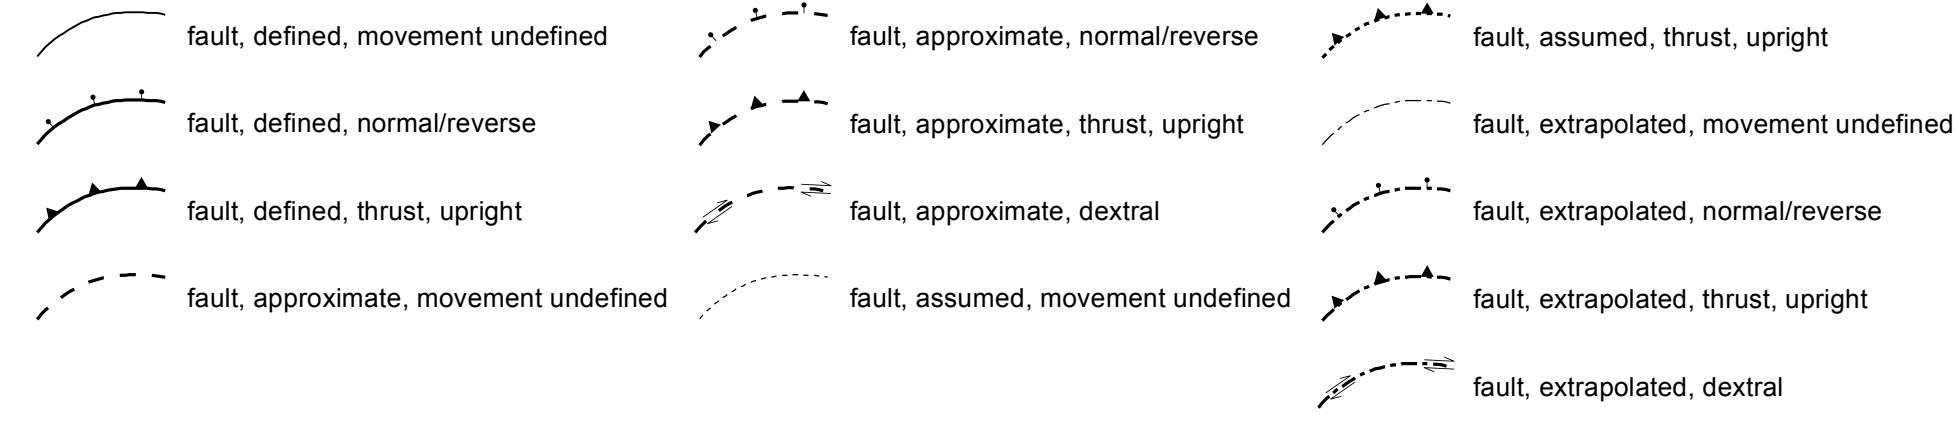 fault, defined, movement undefined
fault, defined, normal/reverse
fault, defined, thrust, upright
fault, approximate, movement undefined
fault, approximate, normal/reverse
fault, approximate, thrust, upright
fault, approximate, dextral
fault, assumed, movement undefined
fault, assumed, thrust, upright
fault, extrapolated, movement undefined
fault, extrapolated, normal/reverse
fault, extrapolated, thrust, upright
fault, extrapolated, dextral